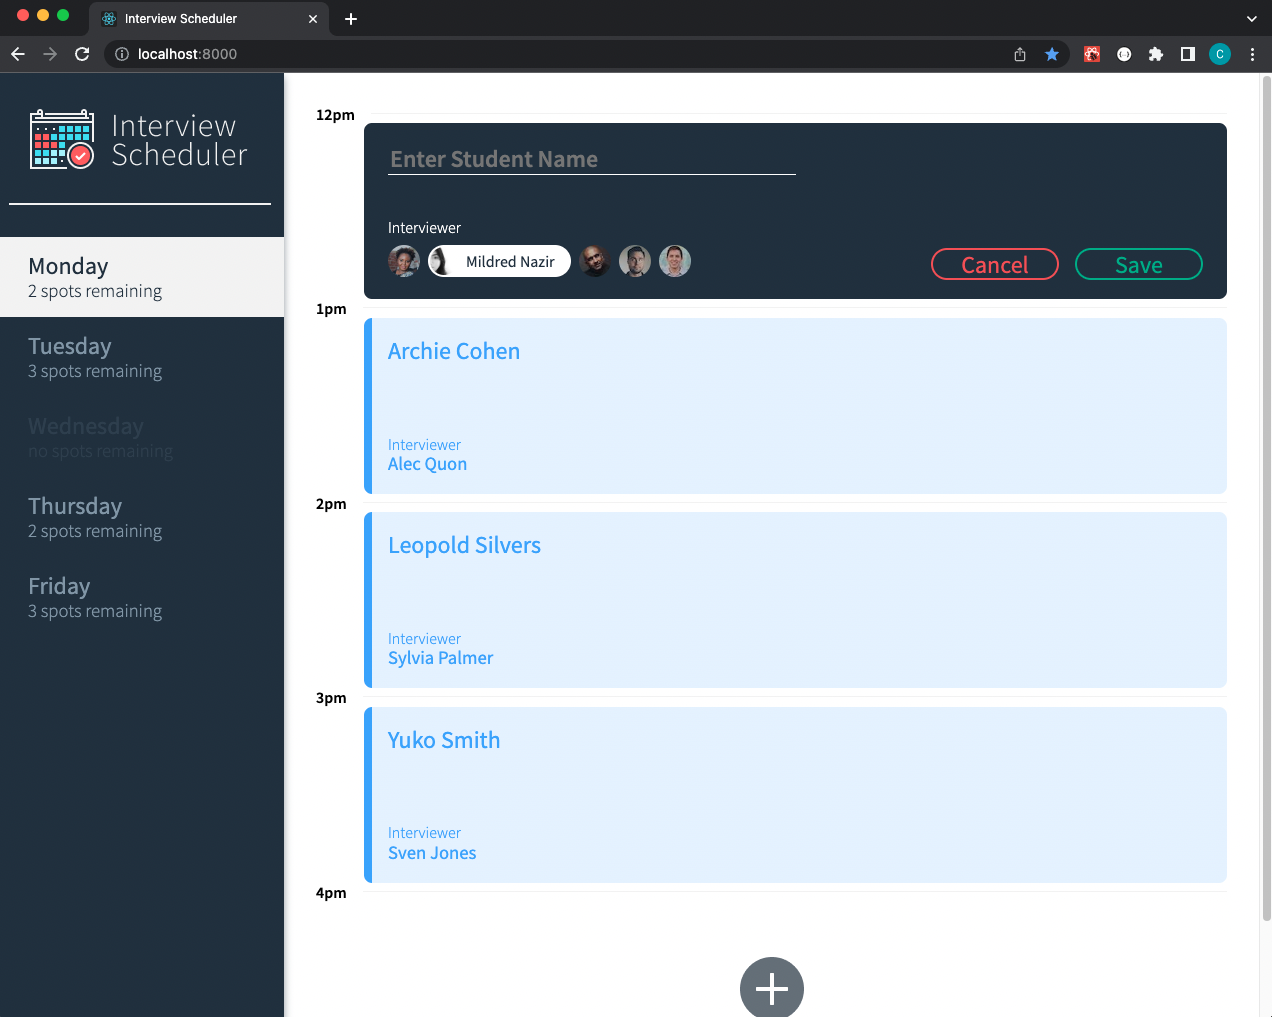 Interview Scheduler
localhost:8000
C
Interview
Scheduler
Monday
2 spots remaining
Tuesday
3 spots remaining
Wednesday
no spots remaining
Thursday
2 spots remaining
Friday
3 spots remaining
12pm
Enter Student Name
Interviewer
Mildred Nazir
Cancel
Save
1pm
Archie Cohen
Interviewer
Alec Quon
2pm
Leopold Silvers
Interviewer
Sylvia Palmer
3pm
Yuko Smith
Interviewer
Sven Jones
4pm